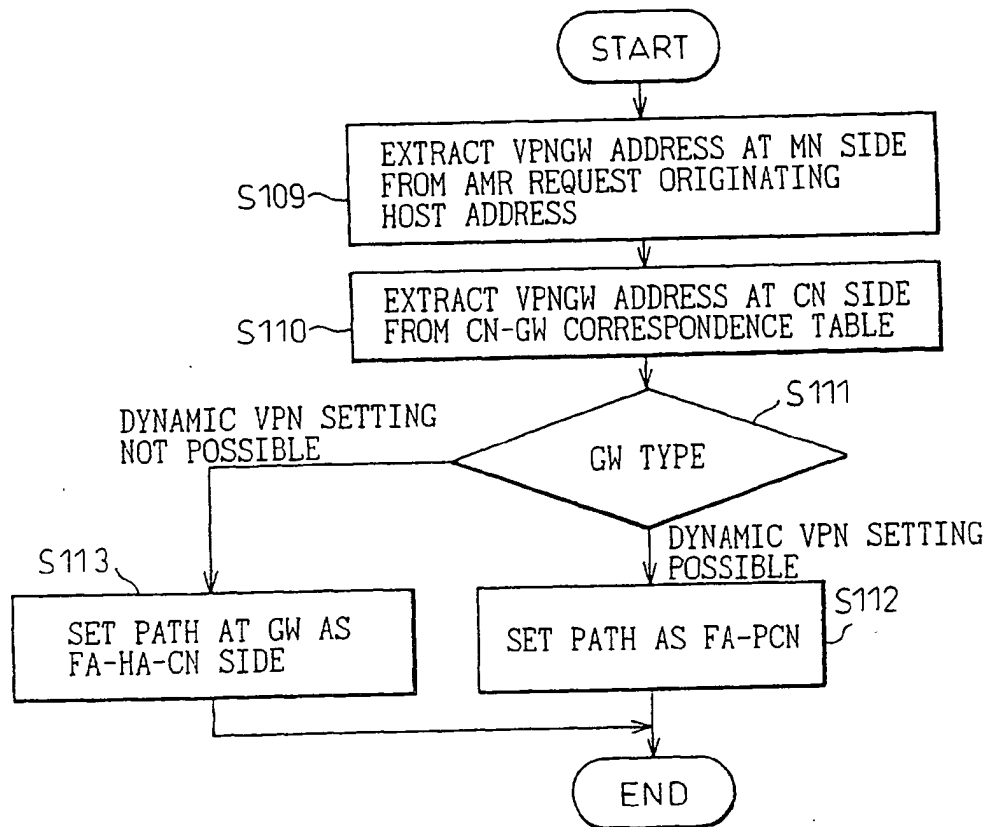 START
EXTRACT VPNGW ADDRESS AT MN SIDE
FROM AMR REQUEST ORIGINATING
HOST ADDRESS
S109
EXTRACT VPNGW ADDRESS AT CN SIDE
FROM CN-GW CORRESPONDENCE TABLE
S110
S111
GW TYPE
DYNAMIC VPN SETTING
NOT POSSIBLE
DYNAMIC VPN SETTING
POSSIBLE
S113
SET PATH AT GW AS
FA-HA-CN SIDE
S112
SET PATH AS FA-PCN
END